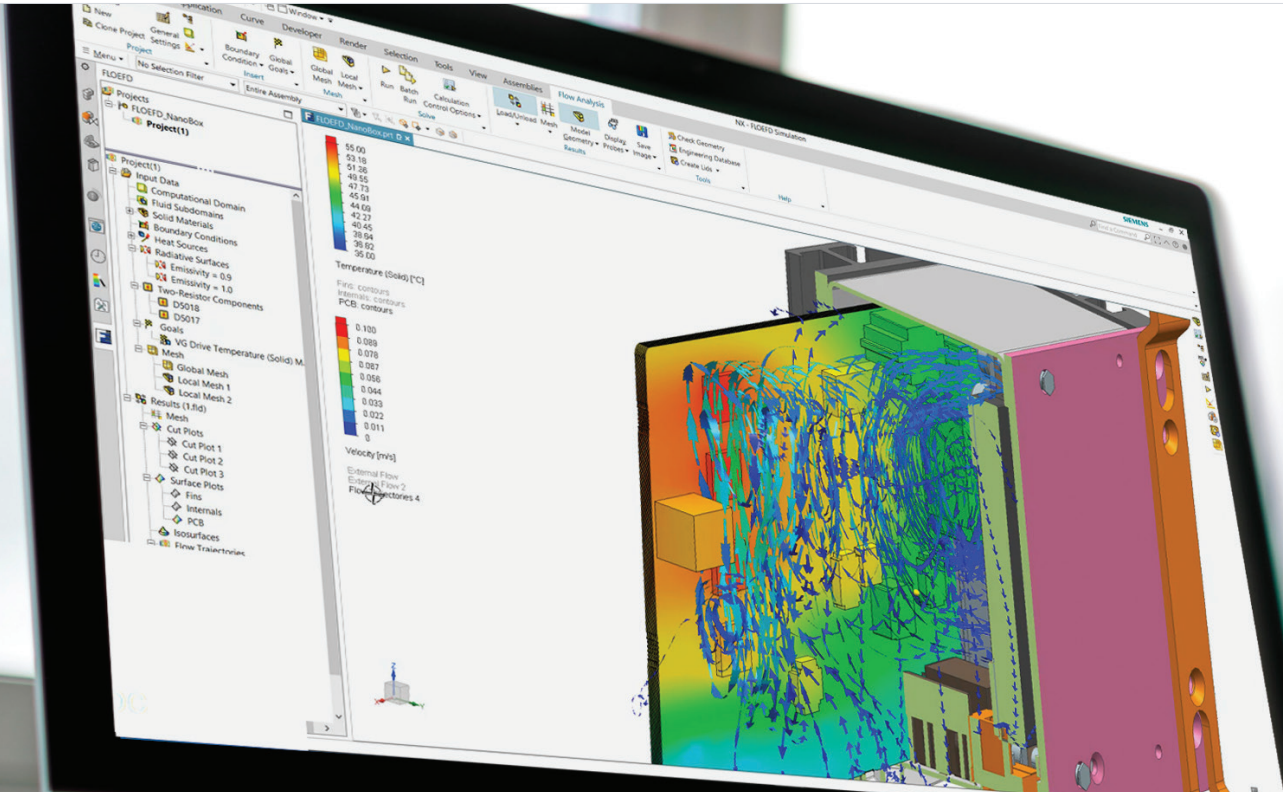 Window
Application
Curve
Developer
Render
Selection
Tools
View
Assemblies
Flow Analysis
NX - FLOEFD Simulation
SIEMENS
New
Clone Project
General Settings
Project
Boundary Condition
Global Goals
Insert
Global Mesh
Local Mesh
Mesh
Run
Batch Run
Calculation Control Options
Solve
Load/Unload
Mesh
Model Geometry
Display Probes
Save Image
Results
Check Geometry
Engineering Database
Create Lids
Tools
Help
Find a Command
Menu
No Selection Filter
Entire Assembly
FLOEFD
Projects
FLOEFD_NanoBox
Project(1)
Project(1)
Input Data
Computational Domain
Fluid Subdomains
Solid Materials
Boundary Conditions
Heat Sources
Radiative Surfaces
Emissivity = 0.9
Emissivity = 1.0
Two-Resistor Components
D5018
D5017
Goals
VG Drive Temperature (Solid) M
Mesh
Global Mesh
Local Mesh 1
Local Mesh 2
Results (1.fld)
Mesh
Cut Plots
Cut Plot 1
Cut Plot 2
Cut Plot 3
Surface Plots
Fins
Internals
PCB
Isosurfaces
Flow Trajectories
FLOEFD_NanoBox.prt
55.00
53.18
51.36
49.55
47.73
45.91
44.09
42.27
40.45
38.64
36.82
35.00
Temperature (Solid) [°C]
Fins: contours
Internals: contours
PCB: contours
0.100
0.089
0.078
0.067
0.056
0.044
0.033
0.022
0.011
0
Velocity [m/s]
External Flow
External Flow 2
Flow Trajectories 4
Z
X
Y